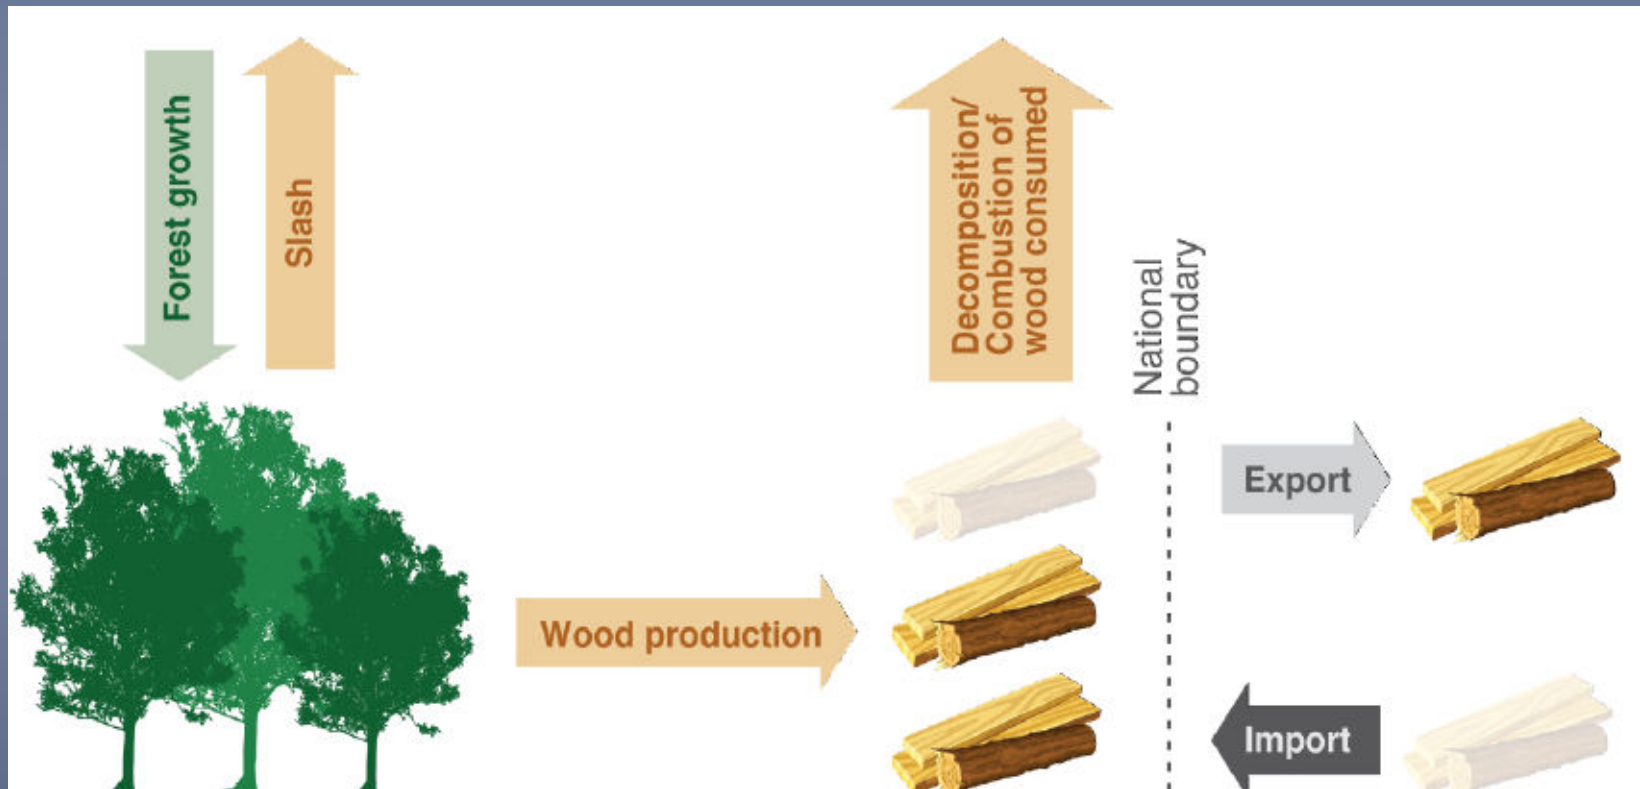 Forest growth
Slash
Decomposition/
Combustion of
wood consumed
National
boundary
Export
Wood production
Import